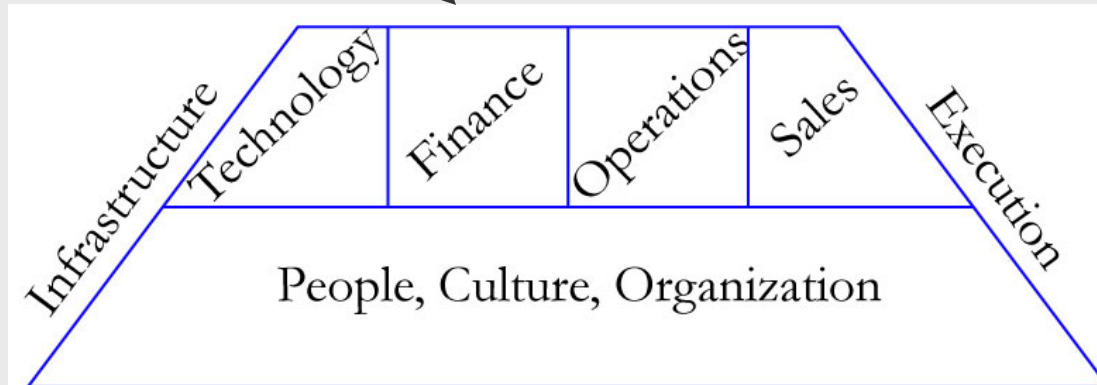 Infrastructure
Technology
Finance
Operations
Sales
Execution
People, Culture, Organization